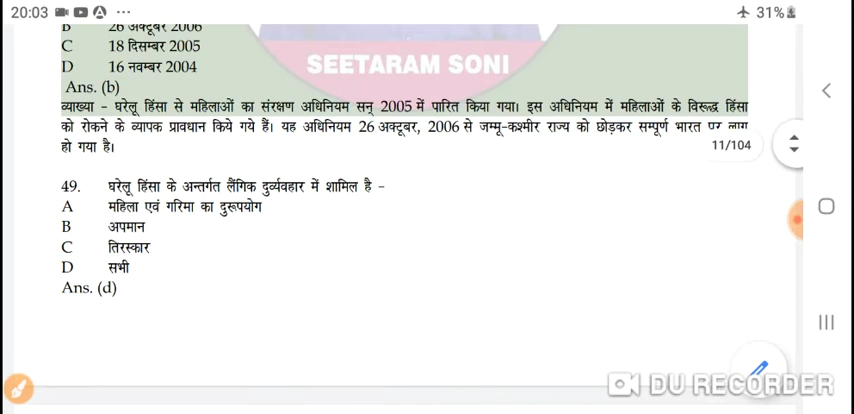 20:03 ... 31%
B 26 अक्टूबर 2006
C 18 दिसम्बर 2005
SEETARAM SONI
D 16 नवम्बर 2004
Ans. (b)
व्याख्या - घरेलू हिंसा से महिलाओं का संरक्षण अधिनियम सन् 2005 में पारित किया गया। इस अधिनियम में महिलाओं के विरूद्ध हिंसा
को रोकने के व्यापक प्रावधान किये गये हैं। यह अधिनियम 26 अक्टूबर, 2006 से जम्मू-कश्मीर राज्य को छोड़कर सम्पूर्ण भारत पर लागू
हो गया है।
11/104
49. घरेलू हिंसा के अन्तर्गत लैंगिक दुर्व्यवहार में शामिल है -
A महिला एवं गरिमा का दुरूपयोग
B अपमान
C तिरस्कार
D सभी
Ans. (d)
DU RECORDER